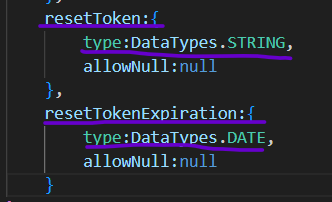 resetToken:{
type:DataTypes.STRING,
allowNull:null
},
resetTokenExpiration:{
type:DataTypes.DATE,
allowNull:null
}